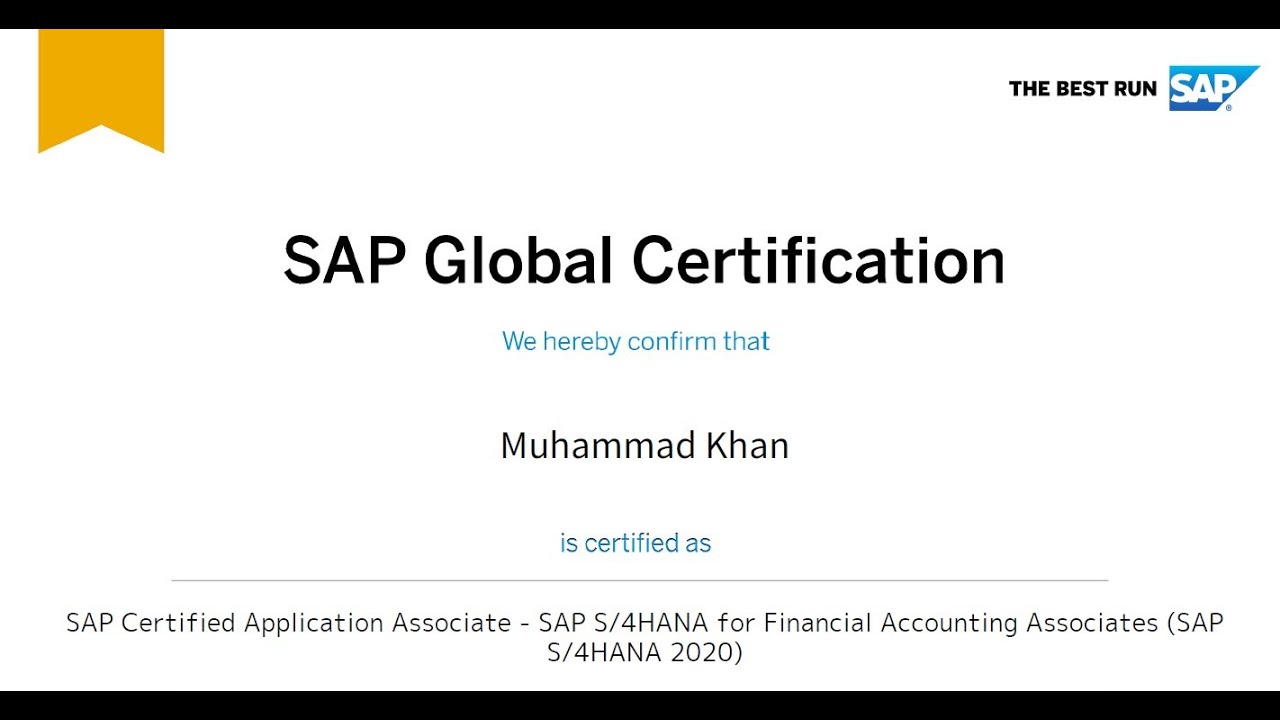 THE BEST RUN SAP®
SAP Global Certification
We hereby confirm that
Muhammad Khan
is certified as
SAP Certified Application Associate - SAP S/4HANA for Financial Accounting Associates (SAP
S/4HANA 2020)